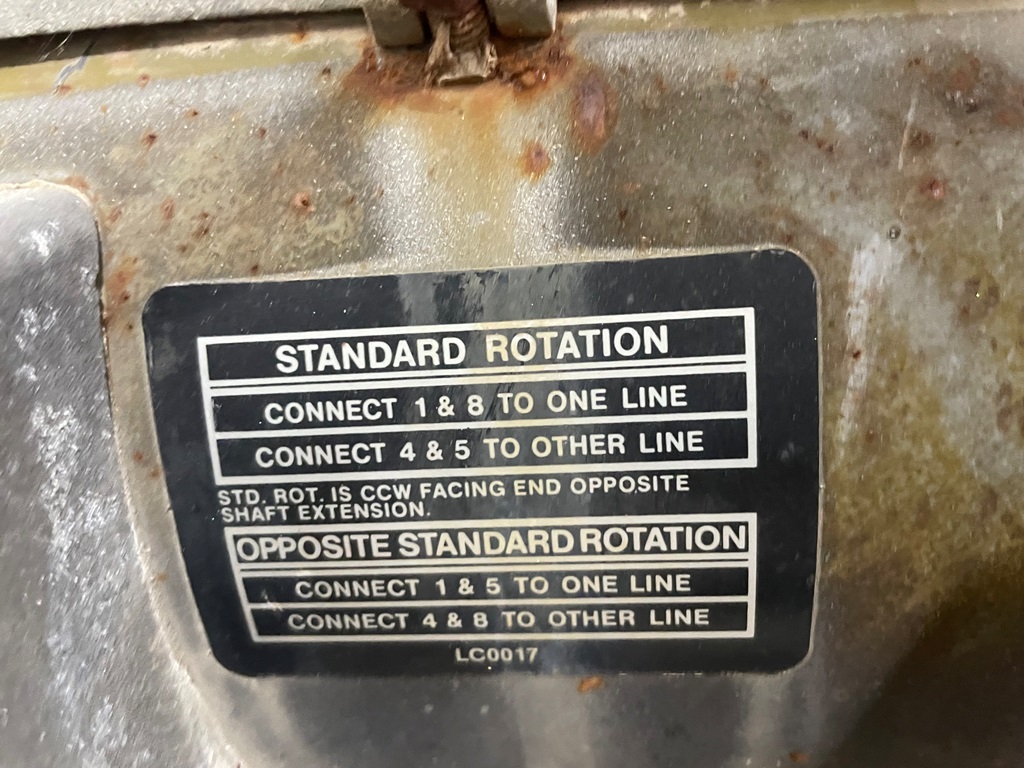 STANDARD ROTATION
CONNECT 1 & 8 TO ONE LINE
CONNECT 4 & 5 TO OTHER LINE
STD. ROT. IS CCW FACING END OPPOSITE
SHAFT EXTENSION.
OPPOSITE STANDARD ROTATION
CONNECT 1 & 5 TO ONE LINE
CONNECT 4 & 8 TO OTHER LINE
LC0017